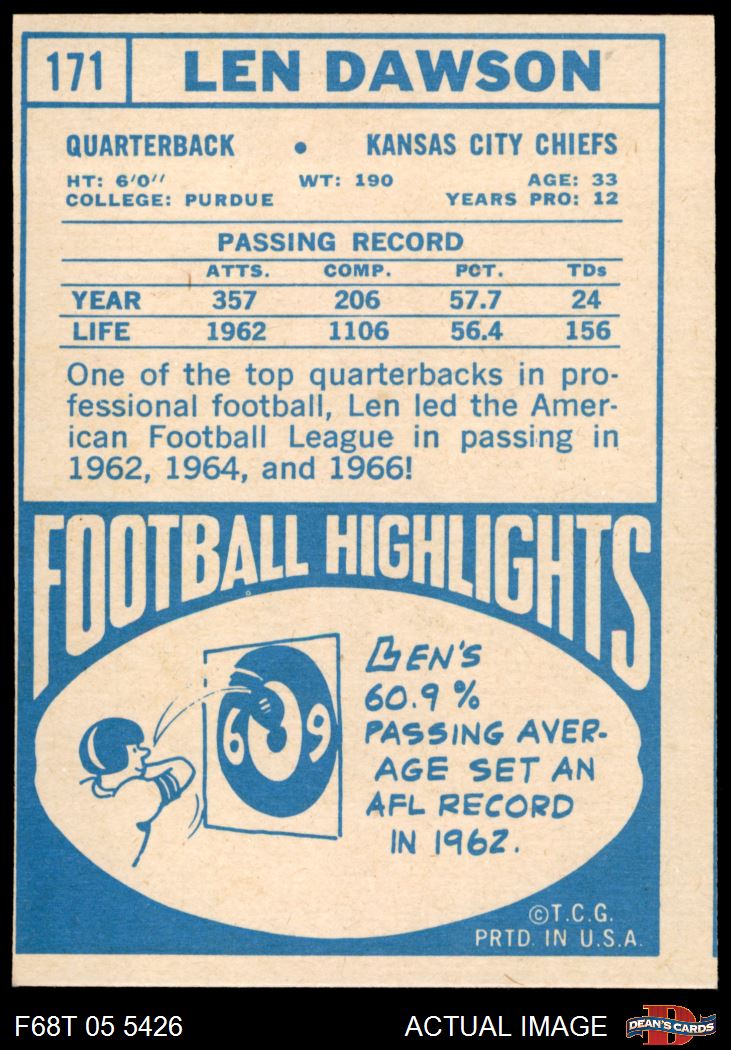 171 LEN DAWSON
QUARTERBACK • KANSAS CITY CHIEFS
HT: 6'0'' WT: 190 AGE: 33
COLLEGE: PURDUE YEARS PRO: 12
PASSING RECORD
ATTS. COMP. PCT. TDs
YEAR 357 206 57.7 24
LIFE 1962 1106 56.4 156
One of the top quarterbacks in pro-
fessional football, Len led the Amer-
ican Football League in passing in
1962, 1964, and 1966!
FOOTBALL HIGHLIGHTS
LEN'S
60.9 %
PASSING AVER-
AGE SET AN
AFL RECORD
IN 1962.
6 9
©T.C.G.
PRTD. IN U.S.A.
F68T 05 5426 ACTUAL IMAGE DEAN'S CARDS